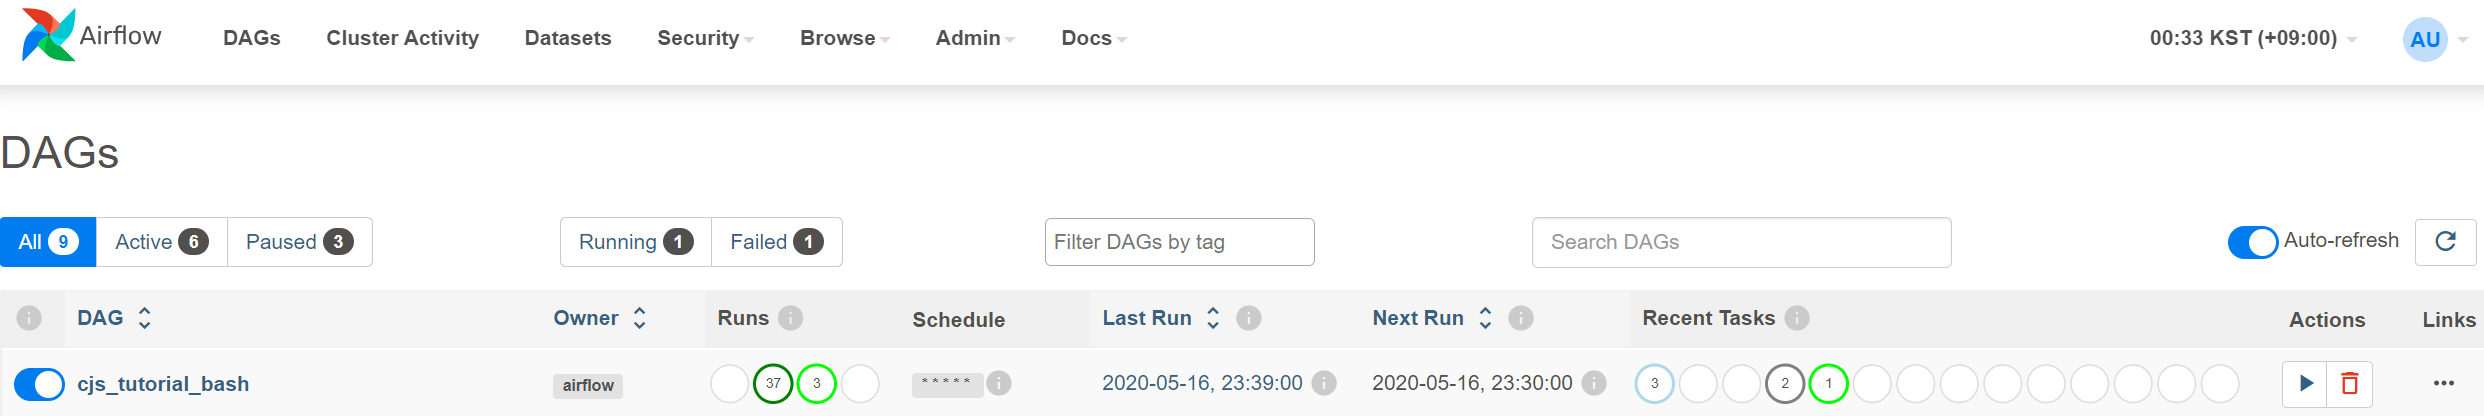 Airflow DAGs Cluster Activity Datasets Security Browse Admin Docs 00:33 KST (+09:00) AU
DAGs
All 9 Active 6 Paused 3 Running 1 Failed 1 Filter DAGs by tag Search DAGs Auto-refresh
DAG Owner Runs Schedule Last Run Next Run Recent Tasks Actions Links
cjs_tutorial_bash airflow 37 3 * * * * * 2020-05-16, 23:39:00 2020-05-16, 23:30:00 3 2 1